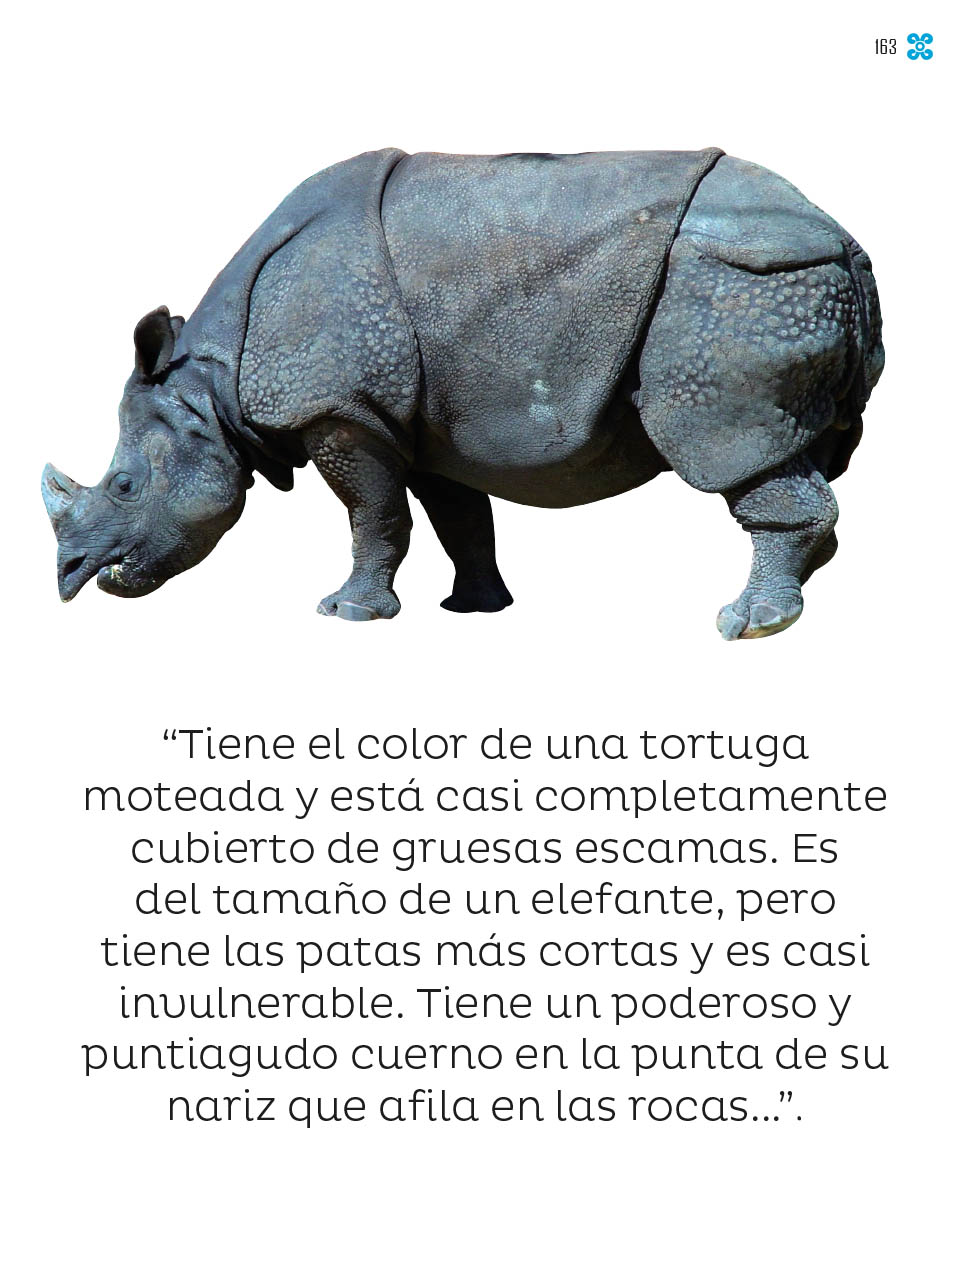 163
“Tiene el color de una tortuga
moteada y está casi completamente
cubierto de gruesas escamas. Es
del tamaño de un elefante, pero
tiene las patas más cortas y es casi
invulnerable. Tiene un poderoso y
puntiagudo cuerno en la punta de su
nariz que afila en las rocas...”.